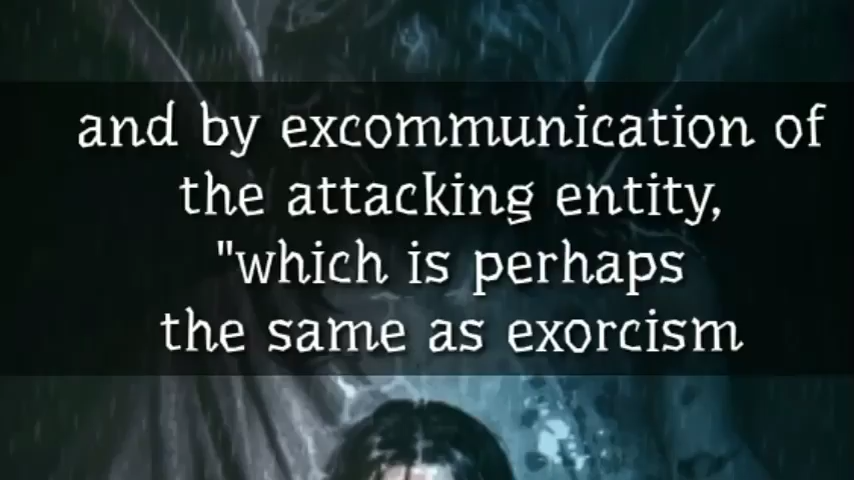 and by excommunication of
the attacking entity,
"which is perhaps
the same as exorcism